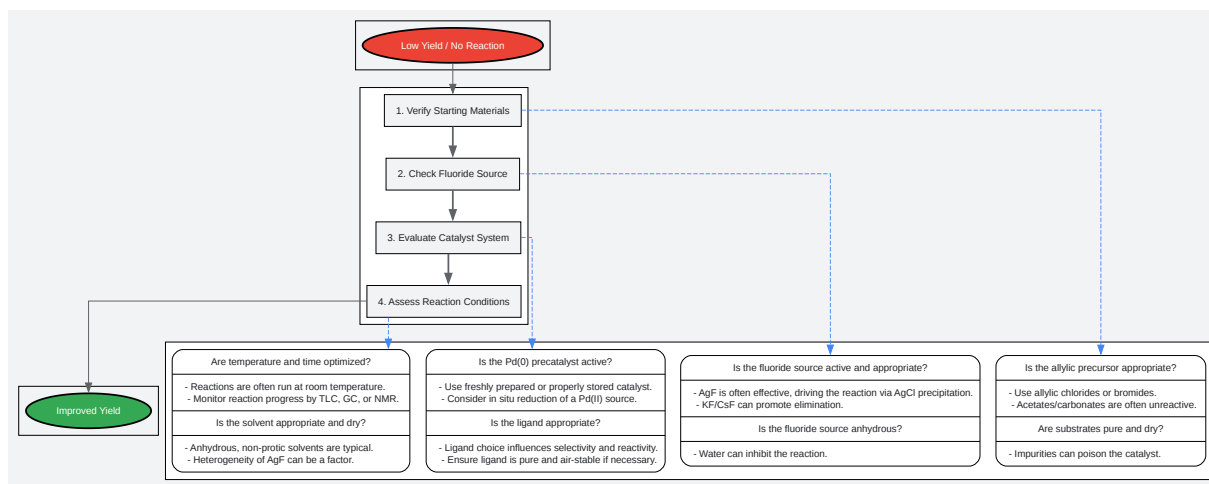 Low Yield / No Reaction
1. Verify Starting Materials
2. Check Fluoride Source
3. Evaluate Catalyst System
4. Assess Reaction Conditions
Improved Yield
Are temperature and time optimized?
- Reactions are often run at room temperature.
- Monitor reaction progress by TLC, GC, or NMR.
Is the solvent appropriate and dry?
- Anhydrous, non-protic solvents are typical.
- Heterogeneity of AgF can be a factor.
Is the Pd(0) precatalyst active?
- Use freshly prepared or properly stored catalyst.
- Consider in situ reduction of a Pd(II) source.
Is the ligand appropriate?
- Ligand choice influences selectivity and reactivity.
- Ensure ligand is pure and air-stable if necessary.
Is the fluoride source active and appropriate?
- AgF is often effective, driving the reaction via AgCl precipitation.
- KF/CsF can promote elimination.
Is the fluoride source anhydrous?
- Water can inhibit the reaction.
Is the allylic precursor appropriate?
- Use allylic chlorides or bromides.
- Acetates/carbonates are often unreactive.
Are substrates pure and dry?
- Impurities can poison the catalyst.